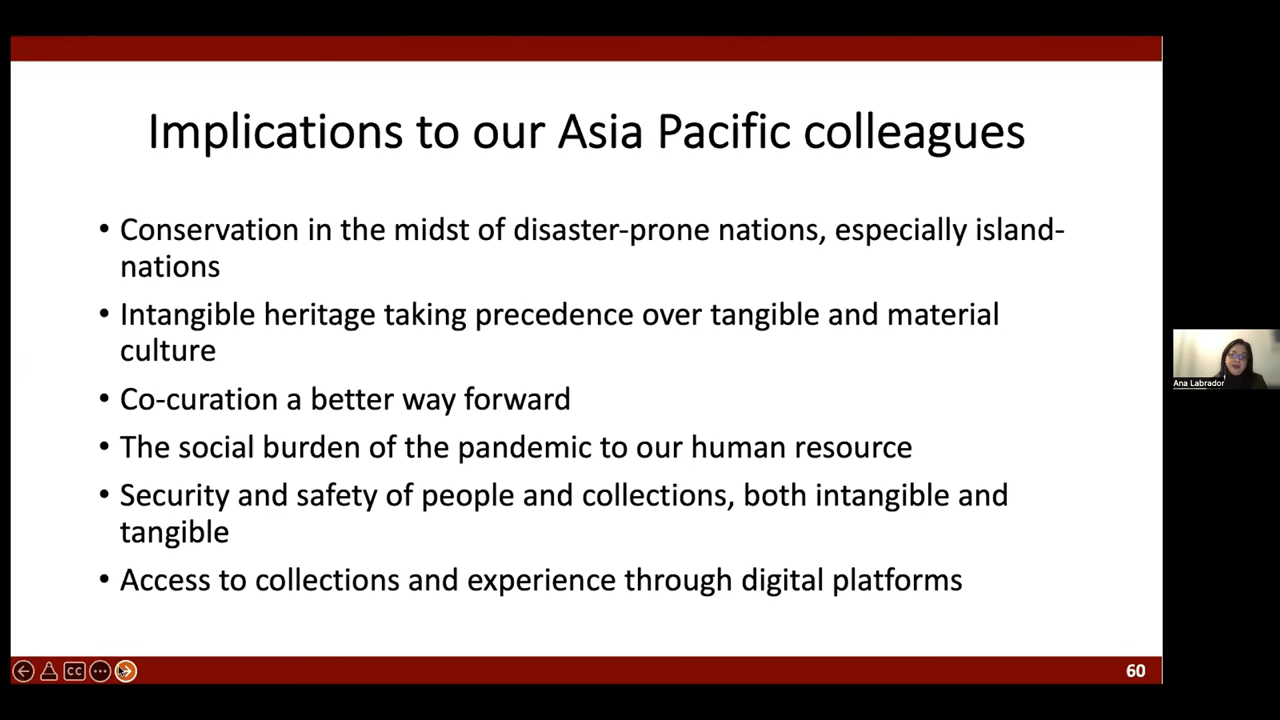 Implications to our Asia Pacific colleagues
• Conservation in the midst of disaster-prone nations, especially island-
nations
• Intangible heritage taking precedence over tangible and material
culture
• Co-curation a better way forward
• The social burden of the pandemic to our human resource
• Security and safety of people and collections, both intangible and
tangible
• Access to collections and experience through digital platforms
Ana Labrador
CC
60